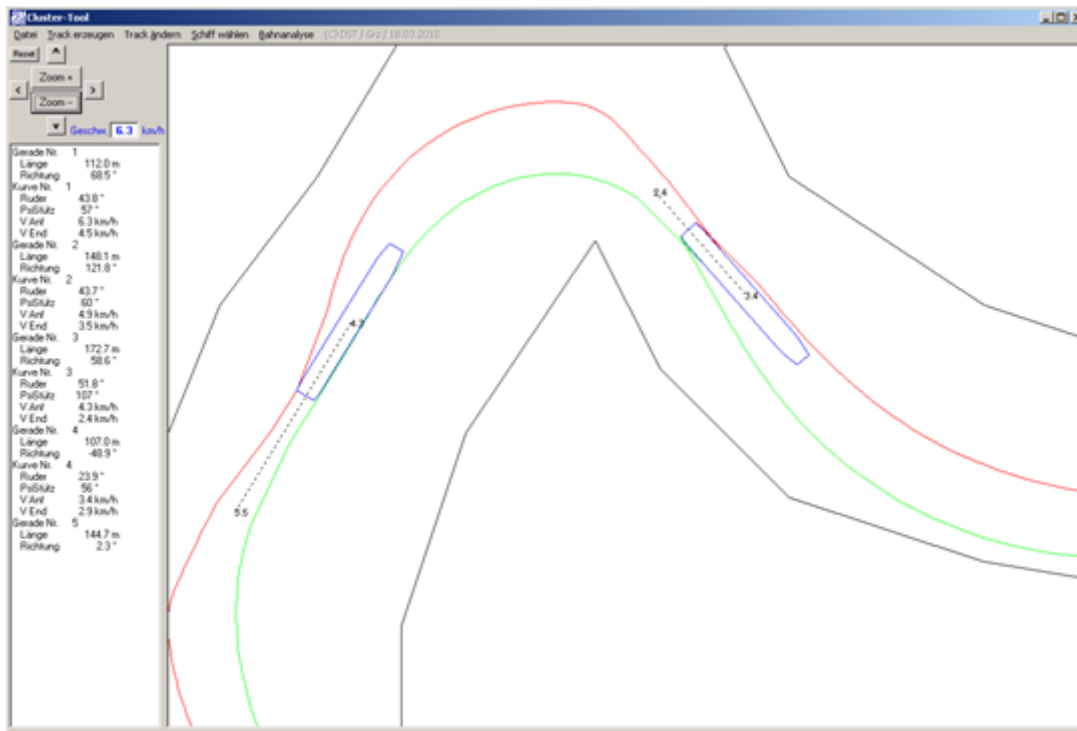 Cluster-Tool
Datei Track erzeugen Track ändern Schiff wählen Bahnanalyse (C) DST / Grz / 18.03.2010
Reset ^
Zoom +
< >
Zoom -
Geschw. 6.3 km/h
Gerade Nr. 1
Länge 112.0 m
Richtung 68.5 °
Kurve Nr. 1
Ruder 43.8 °
PsiStütz 57 °
V Anf 6.3 km/h
V End 4.5 km/h
Gerade Nr. 2
Länge 148.1 m
Richtung 121.8 °
Kurve Nr. 2
Ruder 43.7 °
PsiStütz 60 °
V Anf 4.9 km/h
V End 3.5 km/h
Gerade Nr. 3
Länge 172.7 m
Richtung 58.6 °
Kurve Nr. 3
Ruder 51.8 °
PsiStütz 107 °
V Anf 4.3 km/h
V End 2.4 km/h
Gerade Nr. 4
Länge 107.0 m
Richtung -48.9 °
Kurve Nr. 4
Ruder 23.9 °
PsiStütz 56 °
V Anf 3.4 km/h
V End 2.9 km/h
Gerade Nr. 5
Länge 144.7 m
Richtung 2.3 °
2.4
3.4
4.3
3.5